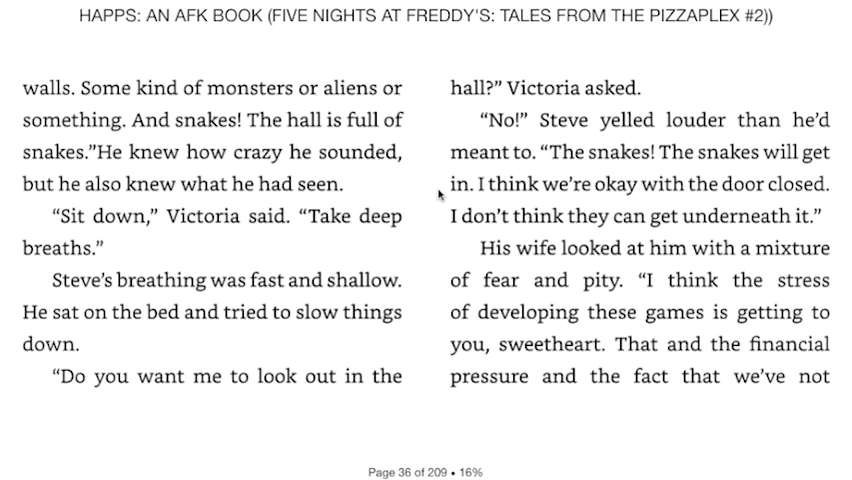 HAPPS: AN AFK BOOK (FIVE NIGHTS AT FREDDY'S: TALES FROM THE PIZZAPLEX #2))
walls. Some kind of monsters or aliens or
something. And snakes! The hall is full of
snakes.”He knew how crazy he sounded,
but he also knew what he had seen.
“Sit down,” Victoria said. “Take deep
breaths.”
Steve’s breathing was fast and shallow.
He sat on the bed and tried to slow things
down.
“Do you want me to look out in the
hall?” Victoria asked.
“No!” Steve yelled louder than he’d
meant to. “The snakes! The snakes will get
in. I think we’re okay with the door closed.
I don’t think they can get underneath it.”
His wife looked at him with a mixture
of fear and pity. “I think the stress
of developing these games is getting to
you, sweetheart. That and the financial
pressure and the fact that we’ve not
Page 36 of 209 • 16%